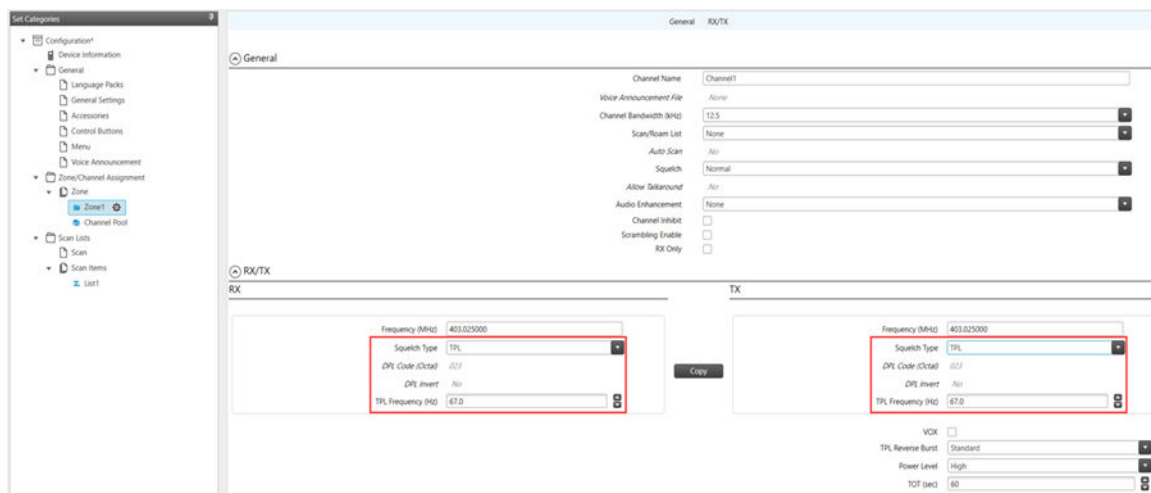 Set Categories
Configuration*
Device Information
General
Language Packs
General Settings
Accessories
Control Buttons
Menu
Voice Announcement
Zone/Channel Assignment
Zone
Zone1
Channel Pool
Scan Lists
Scan
Scan Items
List1
General RX/TX
General
Channel Name Channel1
Voice Announcement File None
Channel Bandwidth (kHz) 12.5
Scan/Roam List None
Auto Scan No
Squelch Normal
Allow Talkaround No
Audio Enhancement None
Channel Inhibit
Scrambling Enable
RX Only
RX/TX
RX
Frequency (MHz) 403.025000
Squelch Type TPL
DPL Code (Octal) 023
DPL Invert No
TPL Frequency (Hz) 67.0
Copy
TX
Frequency (MHz) 403.025000
Squelch Type TPL
DPL Code (Octal) 023
DPL Invert No
TPL Frequency (Hz) 67.0
VOX
TPL Reverse Burst Standard
Power Level High
TOT (sec) 60